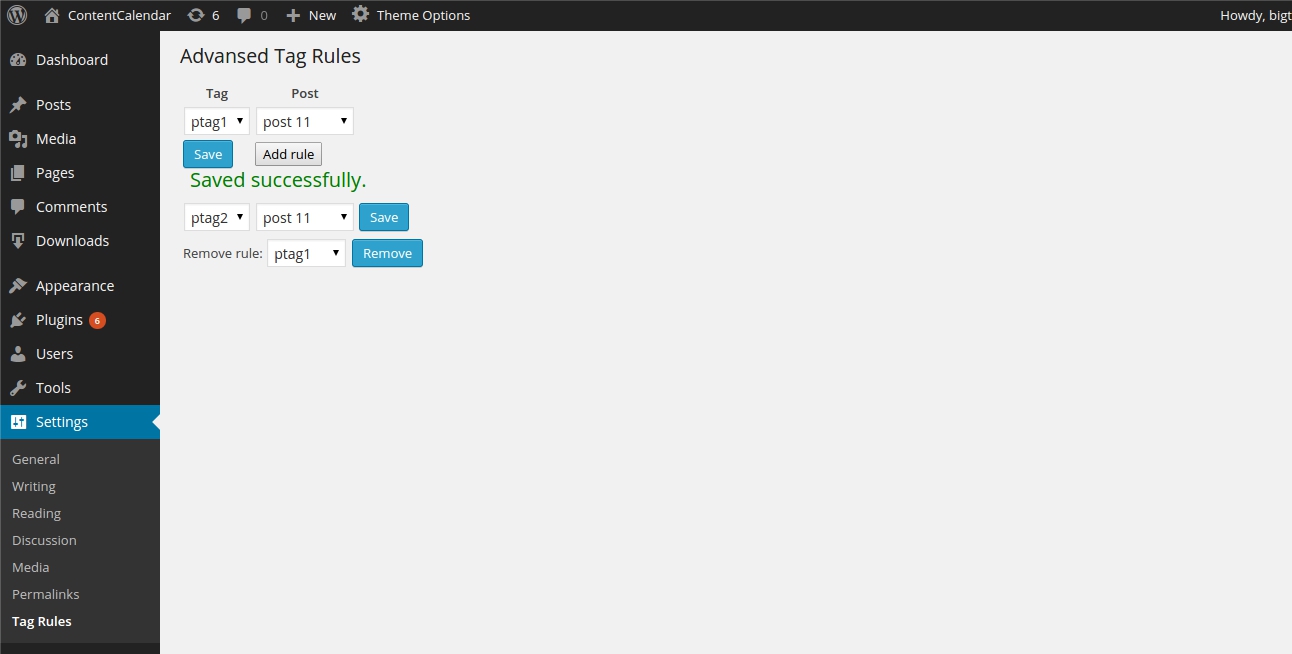 ContentCalendar 6 0 New Theme Options Howdy, bigt
Dashboard
Posts
Media
Pages
Comments
Downloads
Appearance
Plugins 6
Users
Tools
Settings
General
Writing
Reading
Discussion
Media
Permalinks
Tag Rules
Advansed Tag Rules
Tag Post
ptag1 post 11
Save Add rule
Saved successfully.
ptag2 post 11 Save
Remove rule: ptag1 Remove